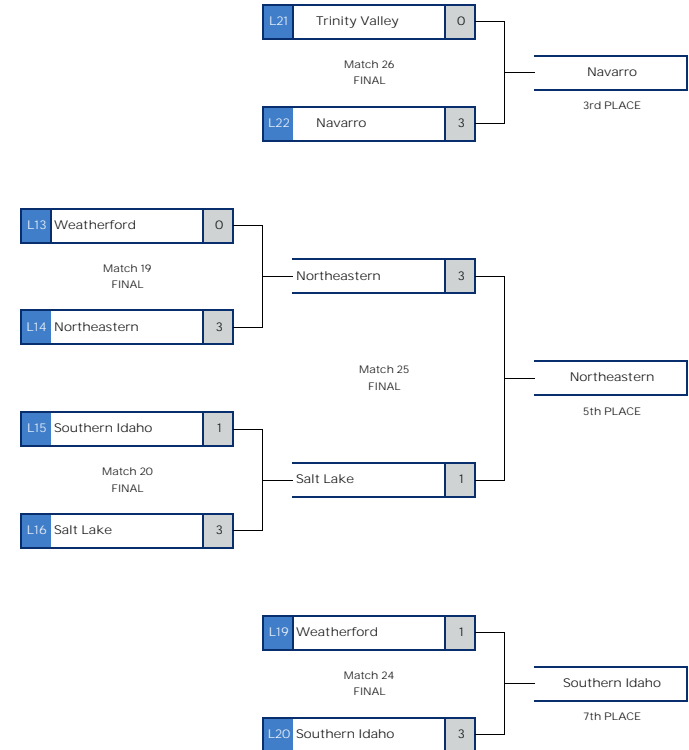 L21 Trinity Valley 0
Match 26
FINAL
Navarro
3rd PLACE
L22 Navarro 3
L13 Weatherford 0
Match 19
FINAL
Northeastern 3
L14 Northeastern 3
Match 25
FINAL
Northeastern
5th PLACE
L15 Southern Idaho 1
Match 20
FINAL
Salt Lake 1
L16 Salt Lake 3
L19 Weatherford 1
Match 24
FINAL
Southern Idaho
7th PLACE
L20 Southern Idaho 3